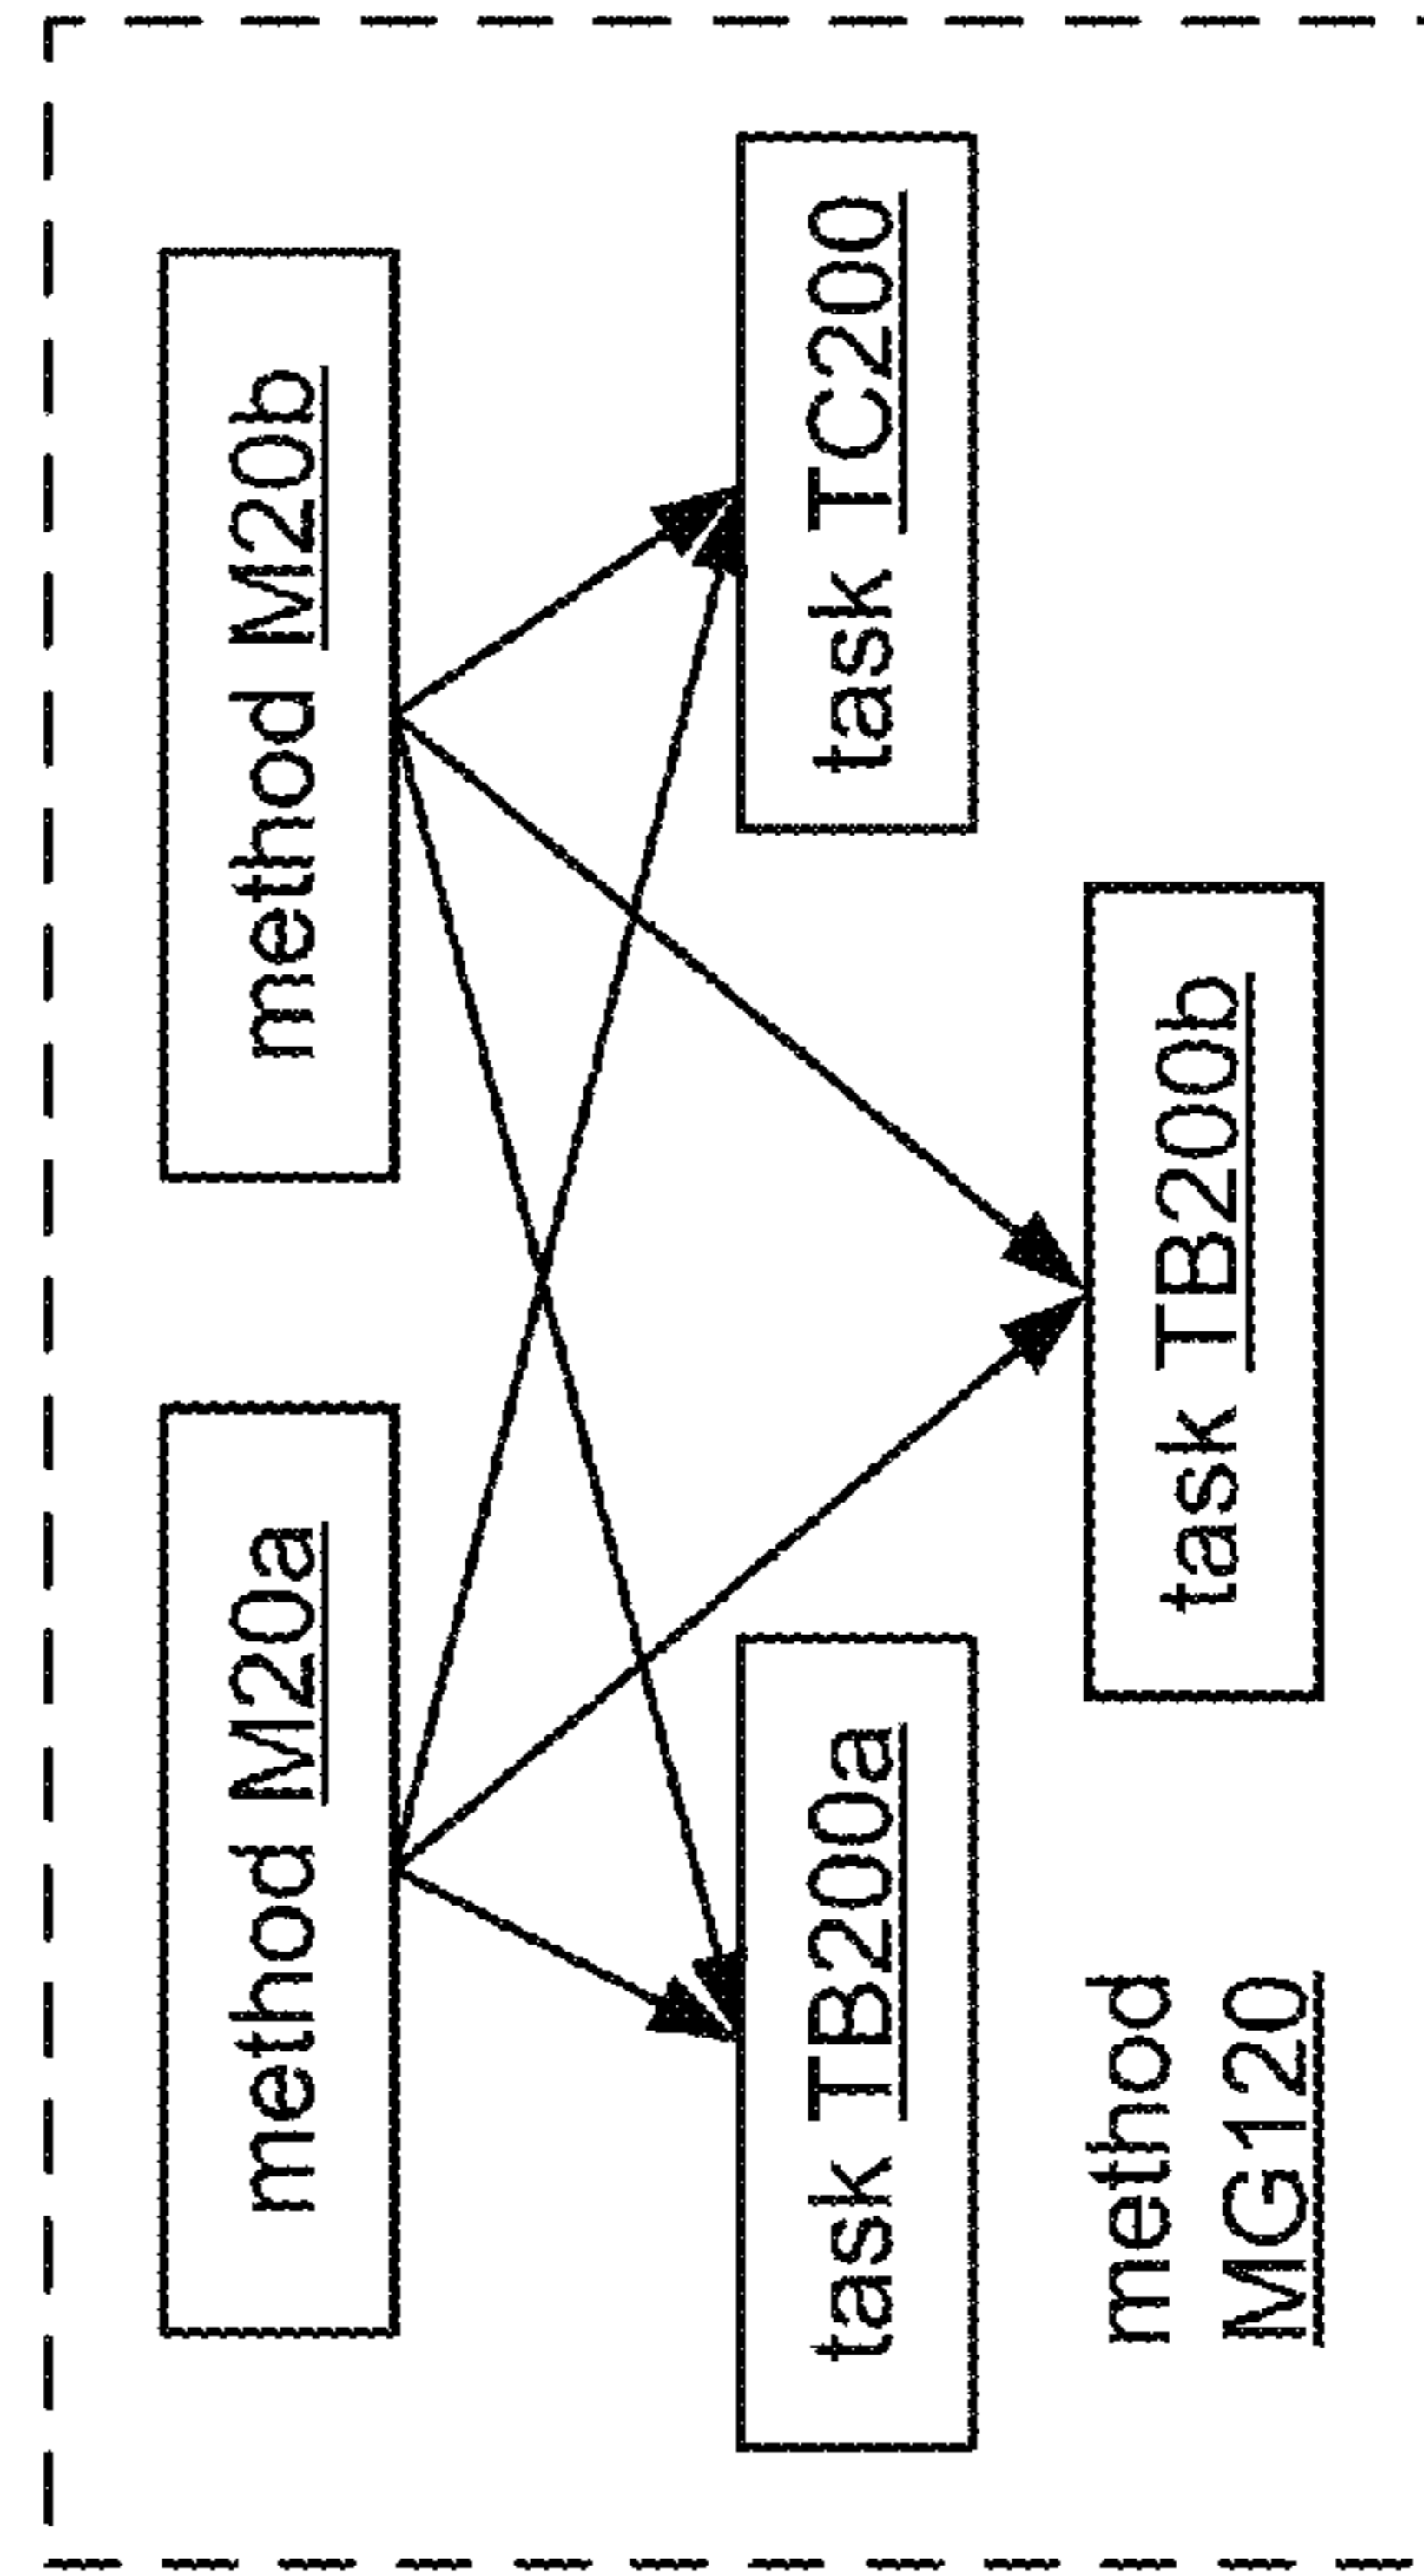 method M20a
method M20b
task TB200a
task TC200
task TB200b
method
MG120